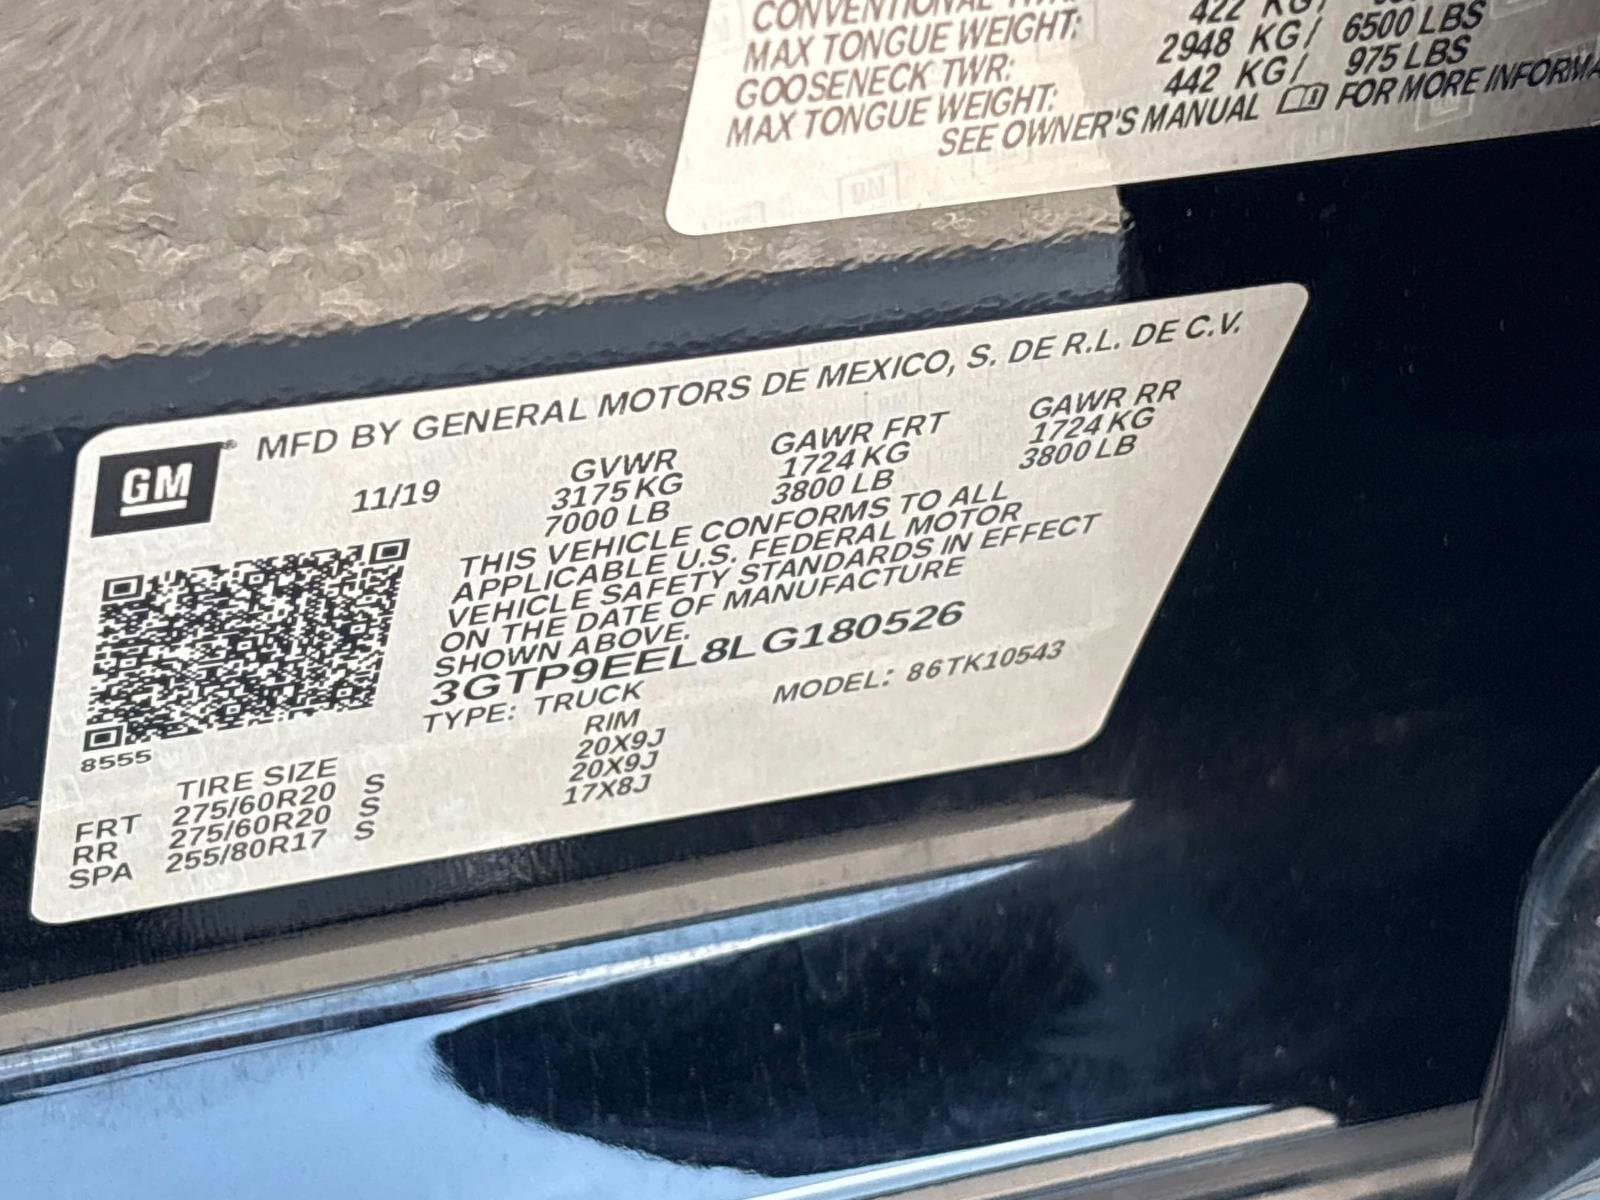 CONVENTIONAL
422 KG/
MAX TONGUE WEIGHT:
2948 KG/ 6500 LBS
GOOSENECK TWR:
442 KG/ 975 LBS
MAX TONGUE WEIGHT:
SEE OWNER'S MANUAL FOR MORE
GM
MFD BY GENERAL MOTORS DE MEXICO, S. DE R.L. DE C.V.
11/19
GVWR GAWR FRT GAWR RR
3175 KG 1724 KG 1724 KG
7000 LB 3800 LB 3800 LB
THIS VEHICLE CONFORMS TO ALL
APPLICABLE U.S. FEDERAL MOTOR
VEHICLE SAFETY STANDARDS IN EFFECT
ON THE DATE OF MANUFACTURE
SHOWN ABOVE.
3GTP9EEL8LG180526
TYPE: TRUCK MODEL: 86TK10543
8555
TIRE SIZE RIM
FRT 275/60R20 S 20X9J
RR 275/60R20 S 20X9J
SPA 255/80R17 S 17X8J